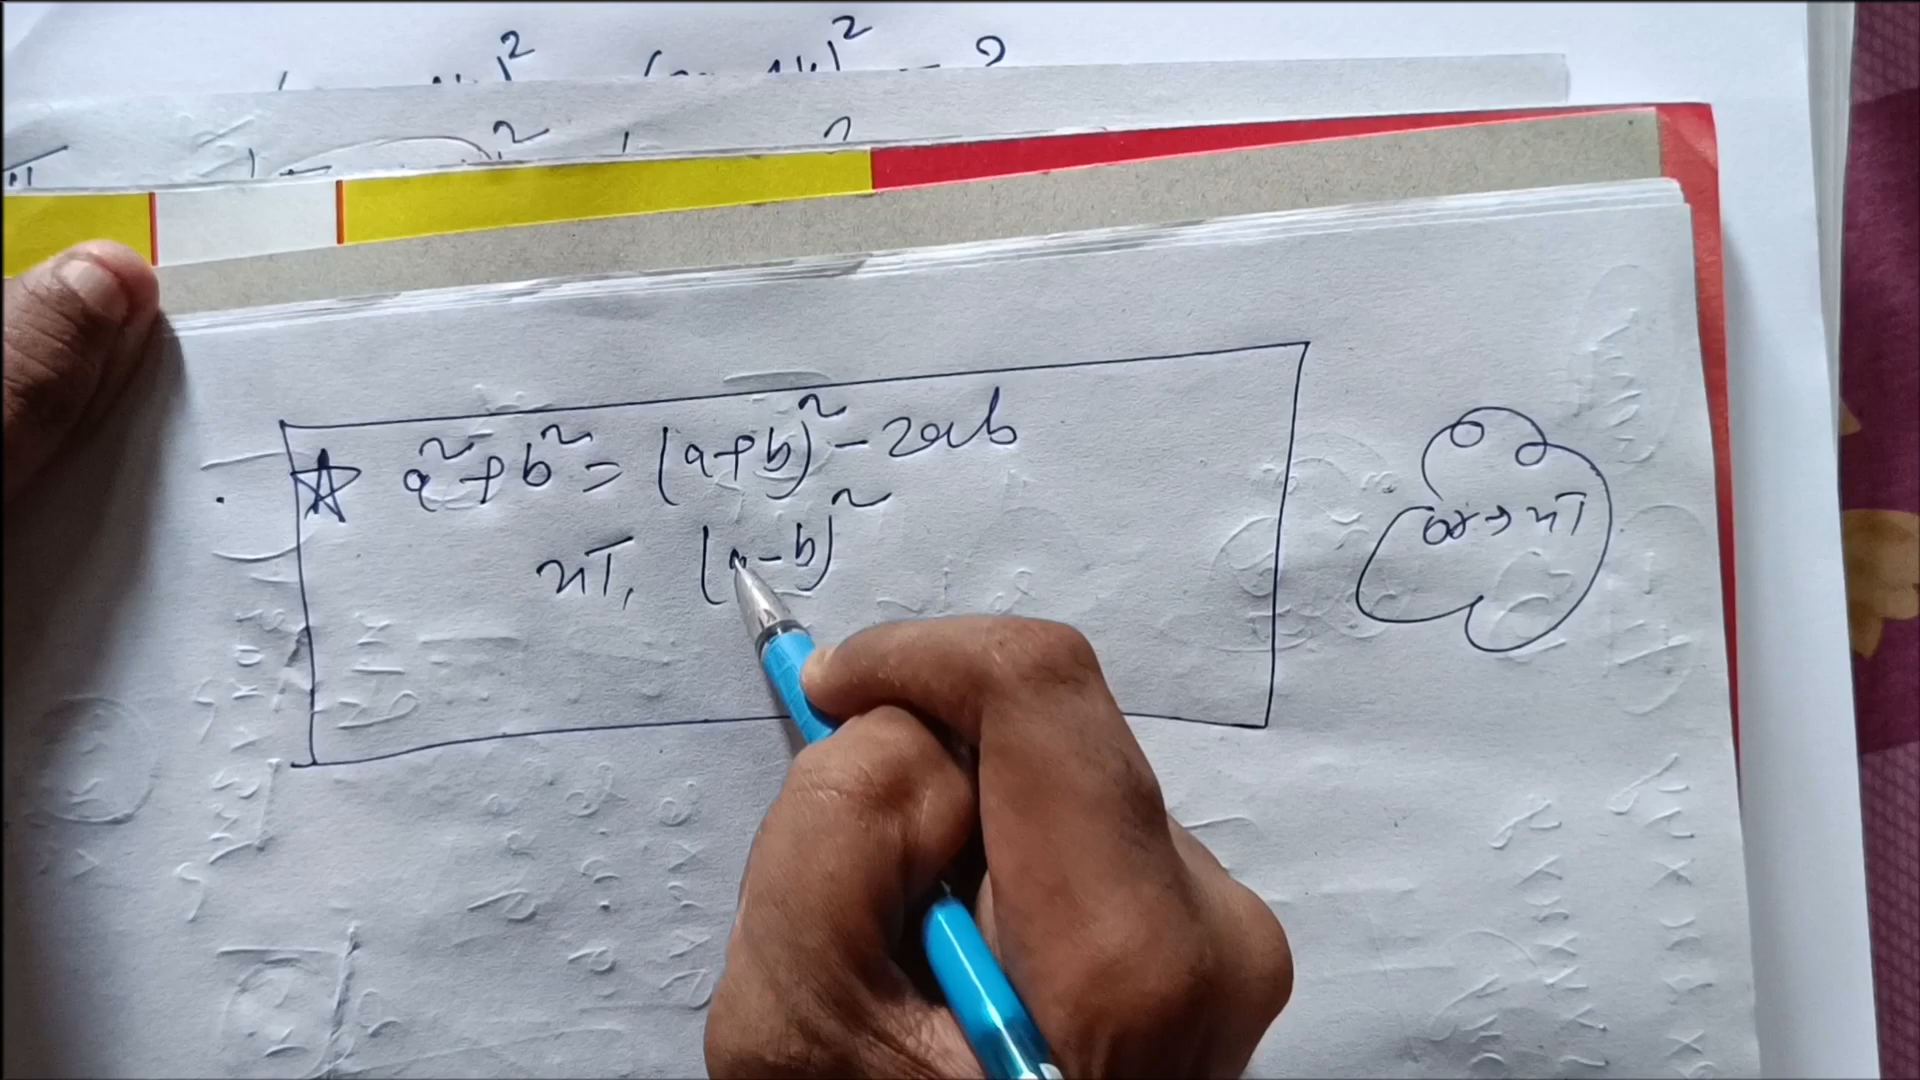 a² + b² = (a+b)² - 2ab
বা, (a-b)²
or → বা